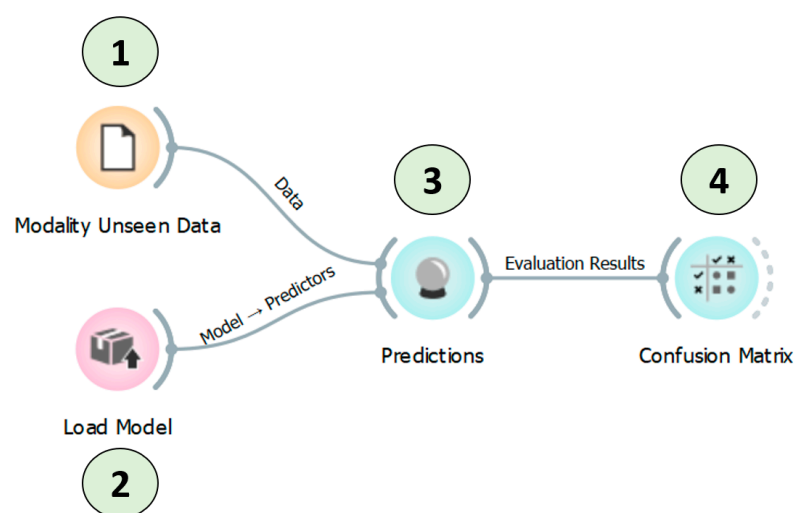 1
Modality Unseen Data
Data
3
4
Evaluation Results
Model → Predictors
Predictions
Confusion Matrix
Load Model
2